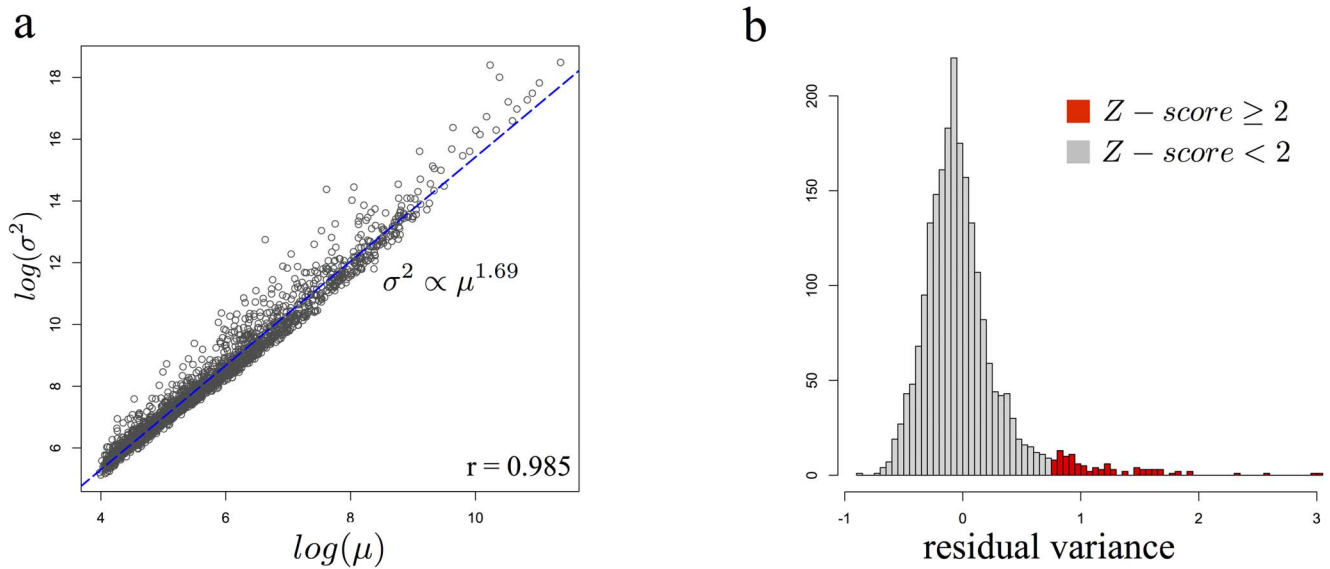 a
18
16
14
12
10
8
6
log(σ²)
σ² ∝ μ^1.69
r = 0.985
4 6 8 10
log(μ)
b
200
150
100
50
0
Z − score ≥ 2
Z − score < 2
-1 0 1 2 3
residual variance